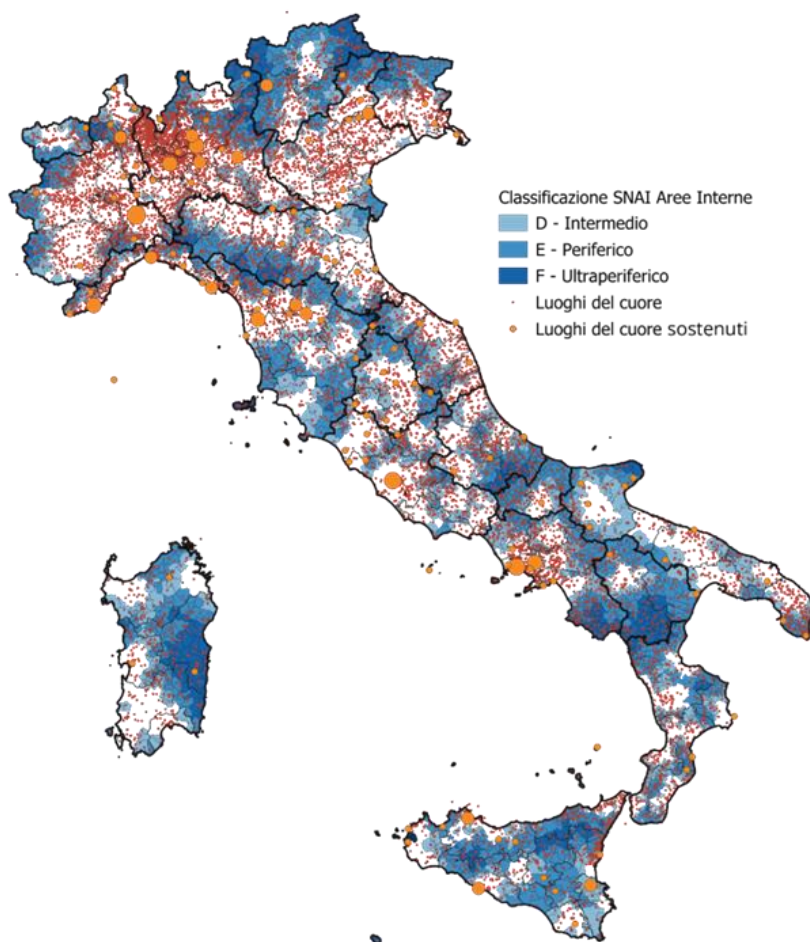 Classificazione SNAI Aree Interne
D - Intermedio
E - Periferico
F - Ultraperiferico
Luoghi del cuore
Luoghi del cuore sostenuti